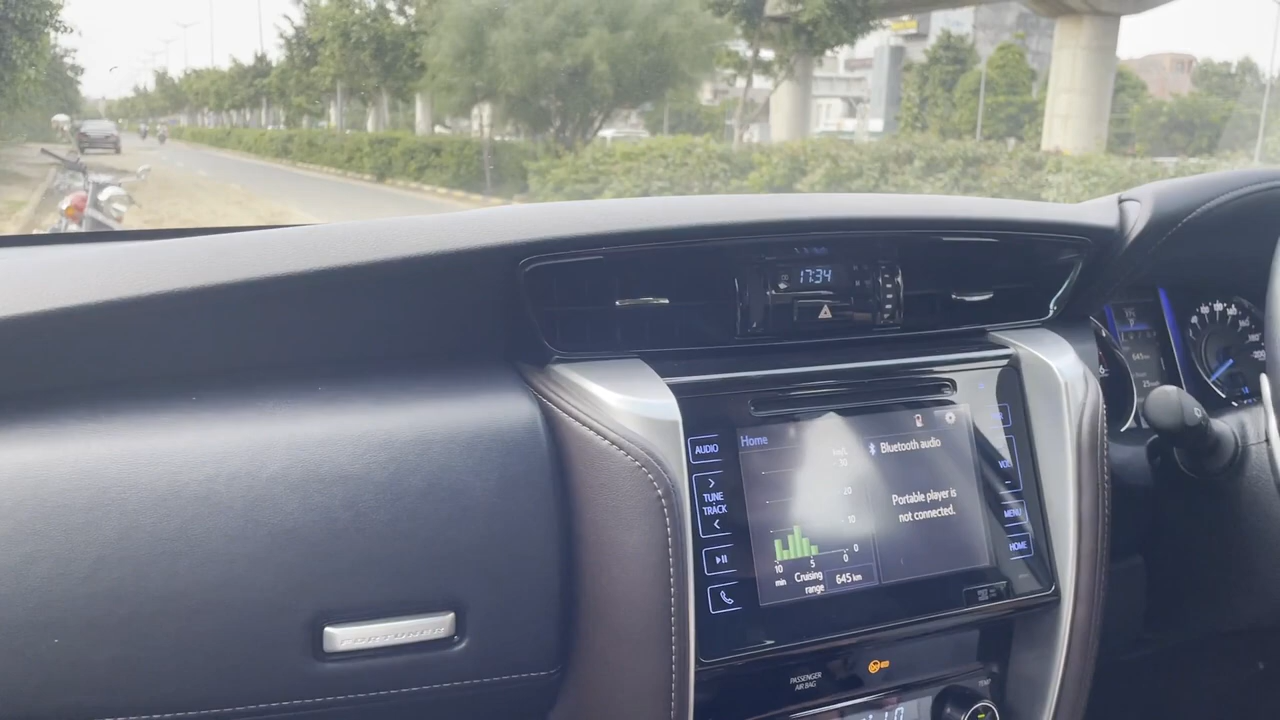 17:34
AUDIO
TUNE
TRACK
Home
Bluetooth audio
30
20
10
0
10
5
0
min
Cruising
range
645 km
Portable player is
not connected.
VOL
MENU
HOME
FORTUNER
PASSENGER
AIR BAG